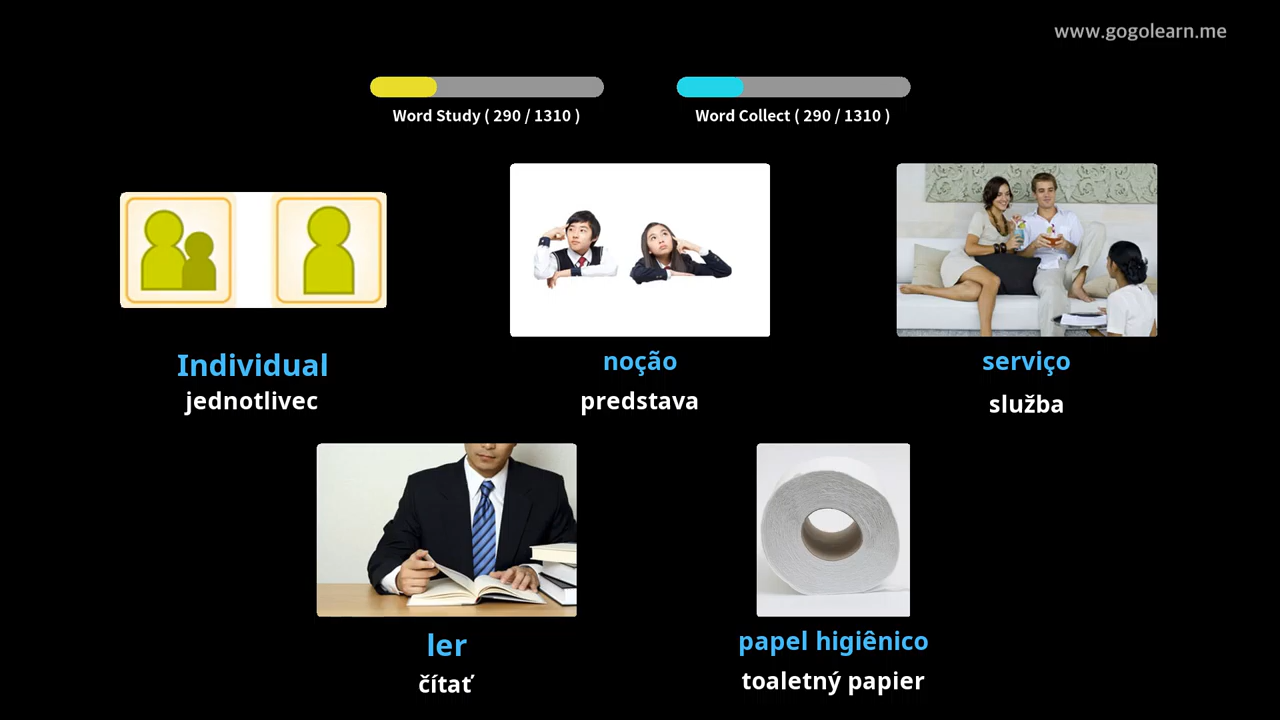 www.gogolearn.me
Word Study ( 290 / 1310 )
Word Collect ( 290 / 1310 )
Individual
jednotlivec
noção
predstava
serviço
služba
ler
čítať
papel higiênico
toaletný papier